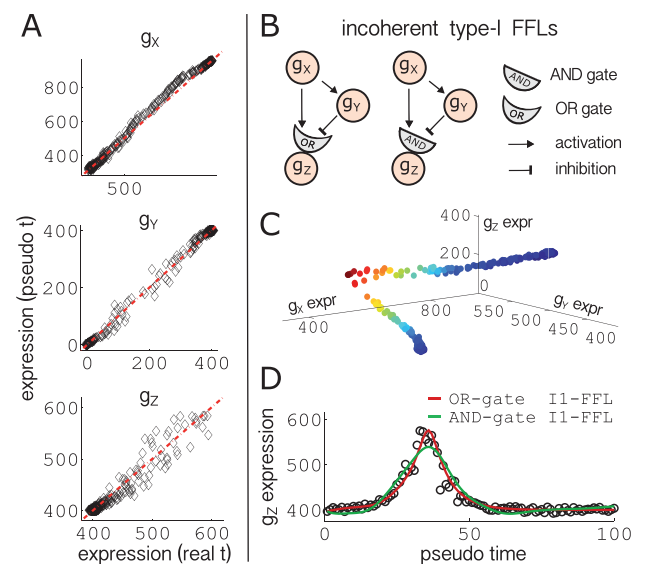 A
gX
800
600
400
500
gY
400
200
0
0
200
400
gZ
600
500
400
400
500
600
expression (pseudo t)
expression (real t)
B
incoherent type-I FFLs
gX
gY
OR
gZ
gX
gY
AND
gZ
AND
AND gate
OR
OR gate
activation
inhibition
C
400
gZ expr
200
0
gX expr
400
800
550
500
450
400
gY expr
D
OR-gate I1-FFL
AND-gate I1-FFL
600
500
400
gZ expression
0
50
100
pseudo time